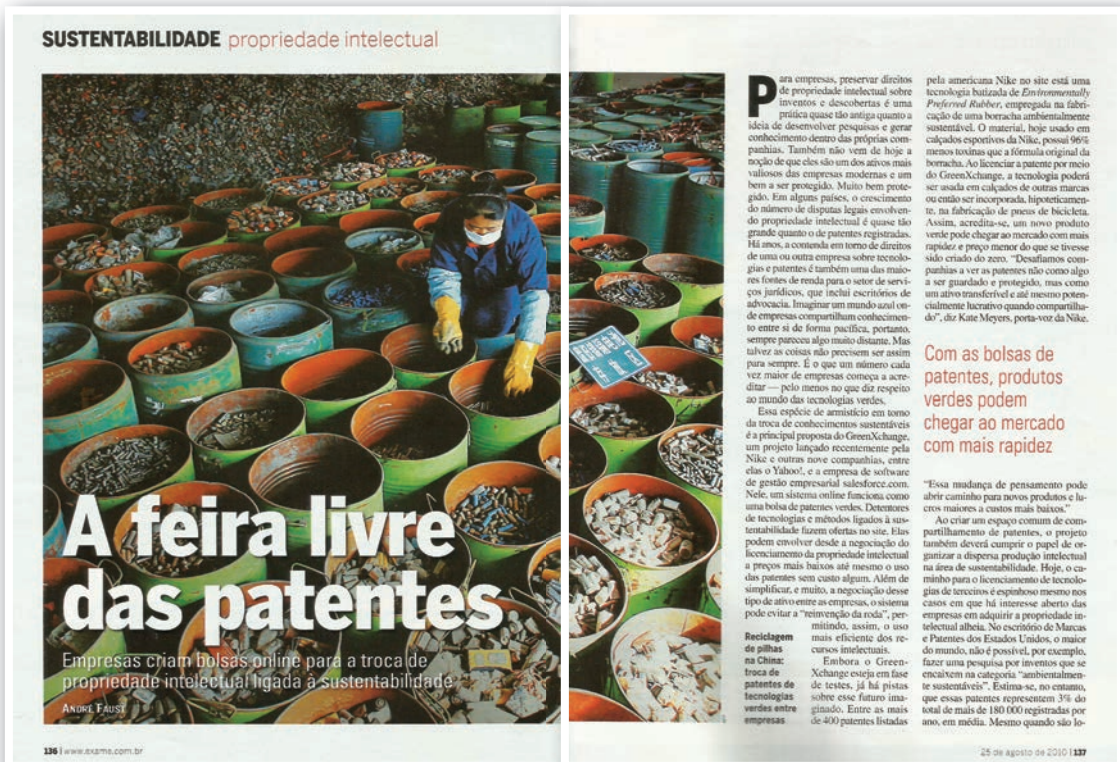 SUSTENTABILIDADE propriedade intelectual
A feira livre
das patentes
Empresas criam bolsas online para a troca de
propriedade intelectual ligada à sustentabilidade
ANDRÉ FAUST
136 | www.exame.com.br
Para empresas, preservar direitos
de propriedade intelectual sobre
inventos e descobertas é uma
prática quase tão antiga quanto a
ideia de desenvolver pesquisas e gerar
conhecimento dentro das próprias com-
panhias. Também não vem de hoje a
noção de que eles são um dos ativos mais
valiosos das empresas modernas e um
bem a ser protegido. Muito bem prote-
gido. Em alguns países, o crescimento
do número de disputas legais envolven-
do propriedade intelectual é quase tão
grande quanto o de patentes registradas.
Há anos, a contenda em torno de direitos
de uma ou outra empresa sobre tecnolo-
gias e patentes é também uma das maio-
res fontes de renda para o setor de servi-
ços jurídicos, que inclui escritórios de
advocacia. Imaginar um mundo azul on-
de empresas compartilham conhecimen-
to entre si de forma pacífica, portanto,
sempre pareceu algo muito distante. Mas
talvez as coisas não precisem ser assim
para sempre. É o que um número cada
vez maior de empresas começa a acre-
ditar — pelo menos no que diz respeito
ao mundo das tecnologias verdes.
Essa espécie de armistício em torno
da troca de conhecimentos sustentáveis
é a principal proposta do GreenXchange,
um projeto lançado recentemente pela
Nike e outras nove companhias, entre
elas o Yahoo!, e a empresa de software
de gestão empresarial salesforce.com.
Nele, um sistema online funciona como
uma bolsa de patentes verdes. Detentores
de tecnologias e métodos ligados à sus-
tentabilidade fazem ofertas no site. Elas
podem envolver desde a negociação do
licenciamento da propriedade intelectual
a preços mais baixos até mesmo o uso
das patentes sem custo algum. Além de
simplificar, e muito, a negociação desse
tipo de ativo entre as empresas, o sistema
pode evitar a “reinvenção da roda”, per-
mitindo, assim, o uso
mais eficiente dos re-
cursos intelectuais.
Embora o Green-
Xchange esteja em fase
de testes, já há pistas
sobre esse futuro ima-
ginado. Entre as mais
de 400 patentes listadas
Reciclagem
de pilhas
na China:
troca de
patentes de
tecnologias
verdes entre
empresas
pela americana Nike no site está uma
tecnologia batizada de Environmentally
Preferred Rubber, empregada na fabri-
cação de uma borracha ambientalmente
sustentável. O material, hoje usado em
calçados esportivos da Nike, possui 96%
menos toxinas que a fórmula original da
borracha. Ao licenciar a patente por meio
do GreenXchange, a tecnologia poderá
ser usada em calçados de outras marcas
ou então ser incorporada, hipoteticamen-
te, na fabricação de pneus de bicicleta.
Assim, acredita-se, um novo produto
verde pode chegar ao mercado com mais
rapidez e preço menor do que se tivesse
sido criado do zero. “Desafiamos com-
panhias a ver as patentes não como algo
a ser guardado e protegido, mas como
um ativo transferível e até mesmo poten-
cialmente lucrativo quando compartilha-
do”, diz Kate Meyers, porta-voz da Nike.
Com as bolsas de
patentes, produtos
verdes podem
chegar ao mercado
com mais rapidez
“Essa mudança de pensamento pode
abrir caminho para novos produtos e lu-
cros maiores a custos mais baixos.”
Ao criar um espaço comum de com-
partilhamento de patentes, o projeto
também deverá cumprir o papel de or-
ganizar a dispersa produção intelectual
na área de sustentabilidade. Hoje, o ca-
minho para o licenciamento de tecnolo-
gias de terceiros é espinhoso mesmo nos
casos em que há interesse aberto das
empresas em adquirir a propriedade in-
telectual alheia. No escritório de Marcas
e Patentes dos Estados Unidos, o maior
do mundo, não é possível, por exemplo,
fazer uma pesquisa por inventos que se
encaixem na categoria “ambientalmen-
te sustentáveis”. Estima-se, no entanto,
que essas patentes representem 3% do
total de mais de 180 000 registradas por
ano, em média. Mesmo quando são lo-
25 de agosto de 2010 | 137